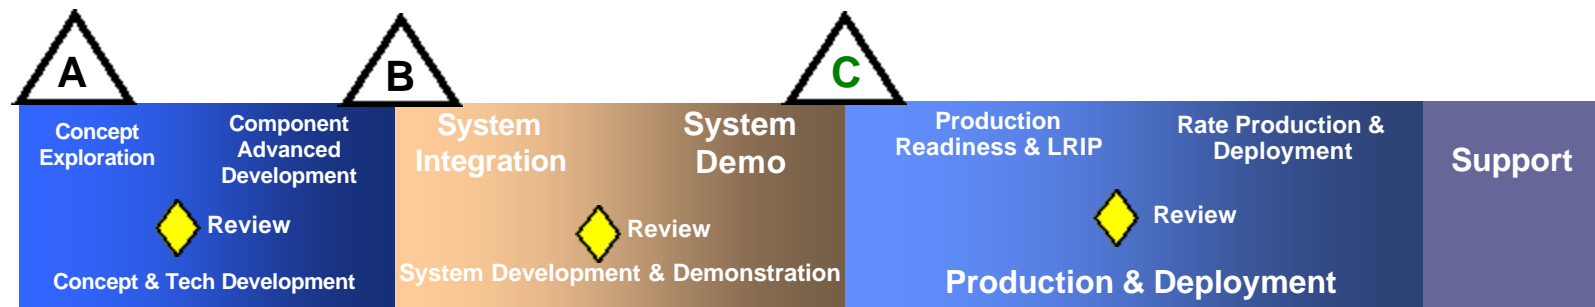 A
B
C
Concept
Exploration
Component
Advanced
Development
Review
Concept & Tech Development
System
Integration
System
Demo
Review
System Development & Demonstration
Production
Readiness & LRIP
Rate Production &
Deployment
Review
Production & Deployment
Support